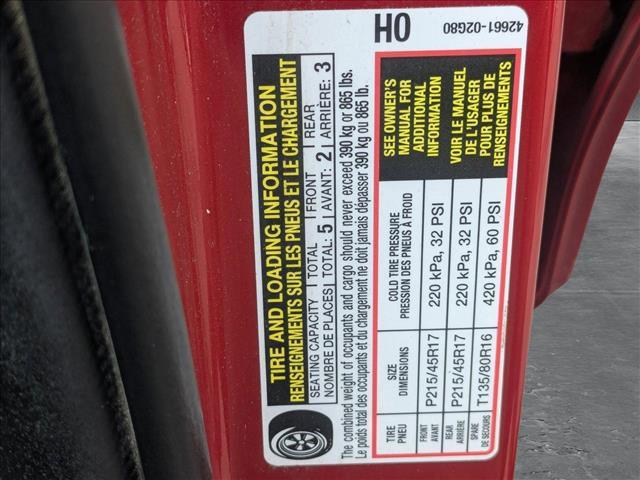 TIRE AND LOADING INFORMATION
RENSEIGNEMENTS SUR LES PNEUS ET LE CHARGEMENT
SEATING CAPACITY | TOTAL | FRONT | REAR
NOMBRE DE PLACES | TOTAL: 5 | AVANT: 2 | ARRIÈRE: 3
The combined weight of occupants and cargo should never exceed 390 kg or 865 lbs.
Le poids total des occupants et du chargement ne doit jamais dépasser 390 kg ou 865 lb.
TIRE PNEU | SIZE DIMENSIONS | COLD TIRE PRESSURE PRESSION DES PNEUS À FROID
FRONT AVANT | P215/45R17 | 220 kPa, 32 PSI
REAR ARRIÈRE | P215/45R17 | 220 kPa, 32 PSI
SPARE DE SECOURS | T135/80R16 | 420 kPa, 60 PSI
SEE OWNER'S
MANUAL FOR
ADDITIONAL
INFORMATION
VOIR LE MANUEL
DE L'USAGER
POUR PLUS DE
RENSEIGNEMENTS
H0
42661-02G80